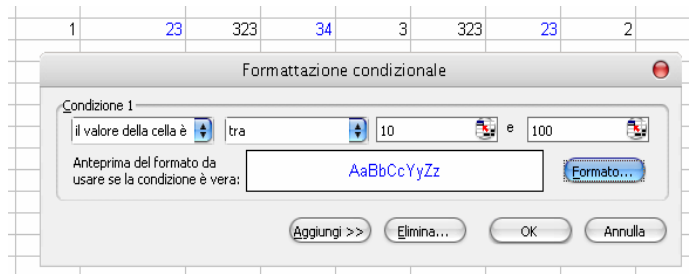 1 23 323 34 3 323 23 2
Formattazione condizionale
Condizione 1
il valore della cella è tra 10 e 100
Anteprima del formato da
usare se la condizione è vera:
AaBbCcYyZz
Formato...
Aggiungi >> Elimina... OK Annulla